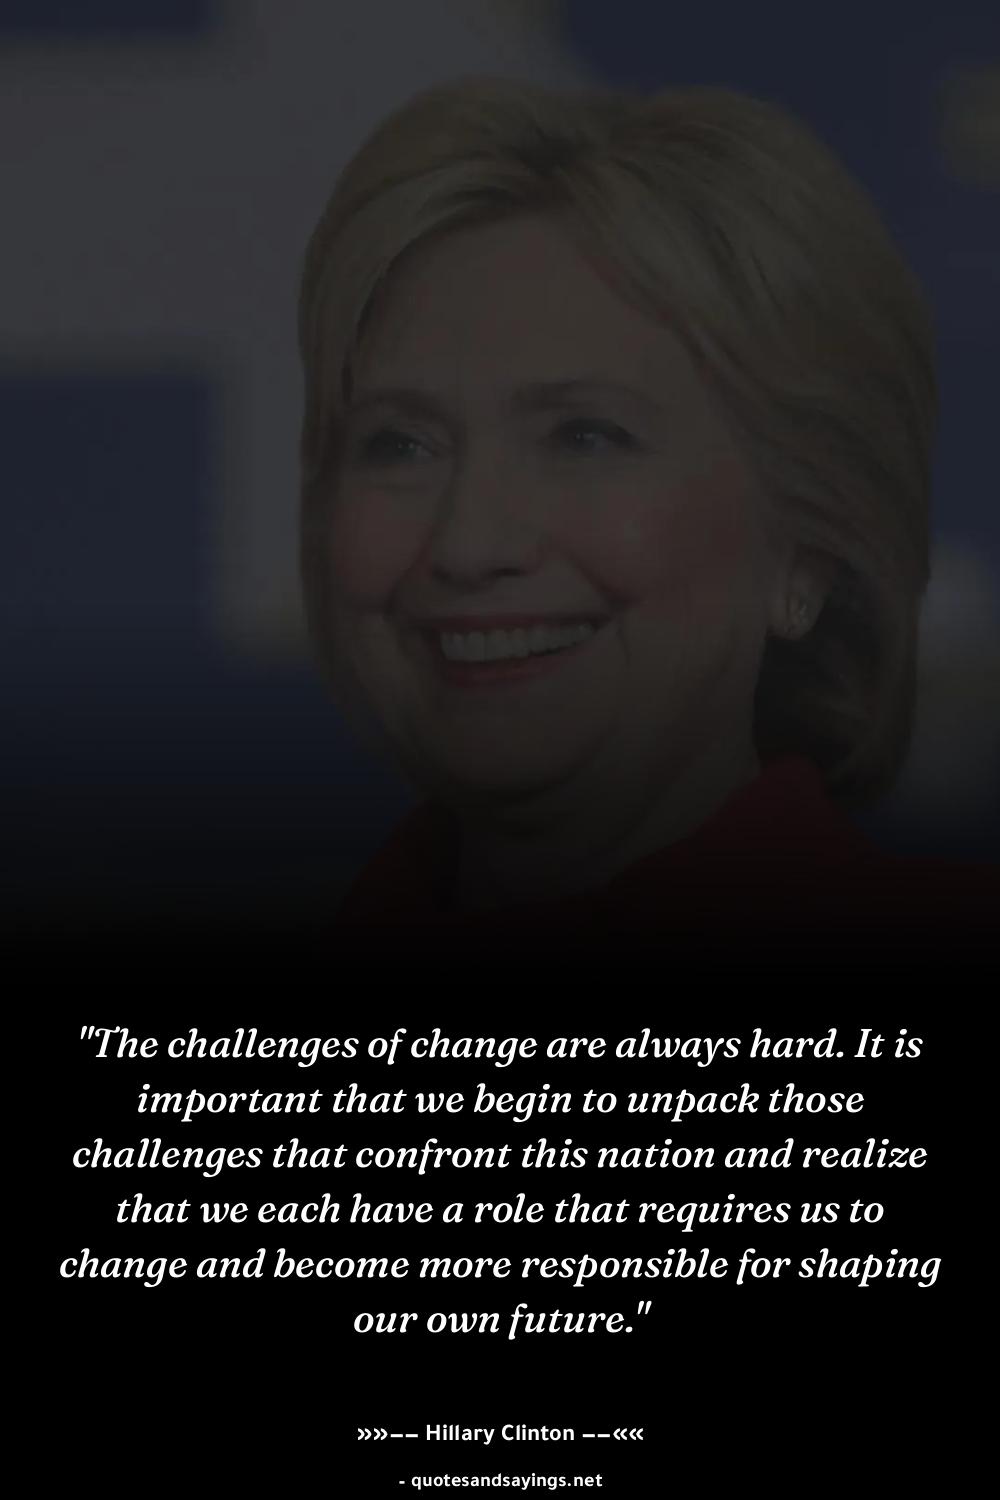 "The challenges of change are always hard. It is
important that we begin to unpack those
challenges that confront this nation and realize
that we each have a role that requires us to
change and become more responsible for shaping
our own future."
»»−− Hillary Clinton −−««
- quotesandsayings.net